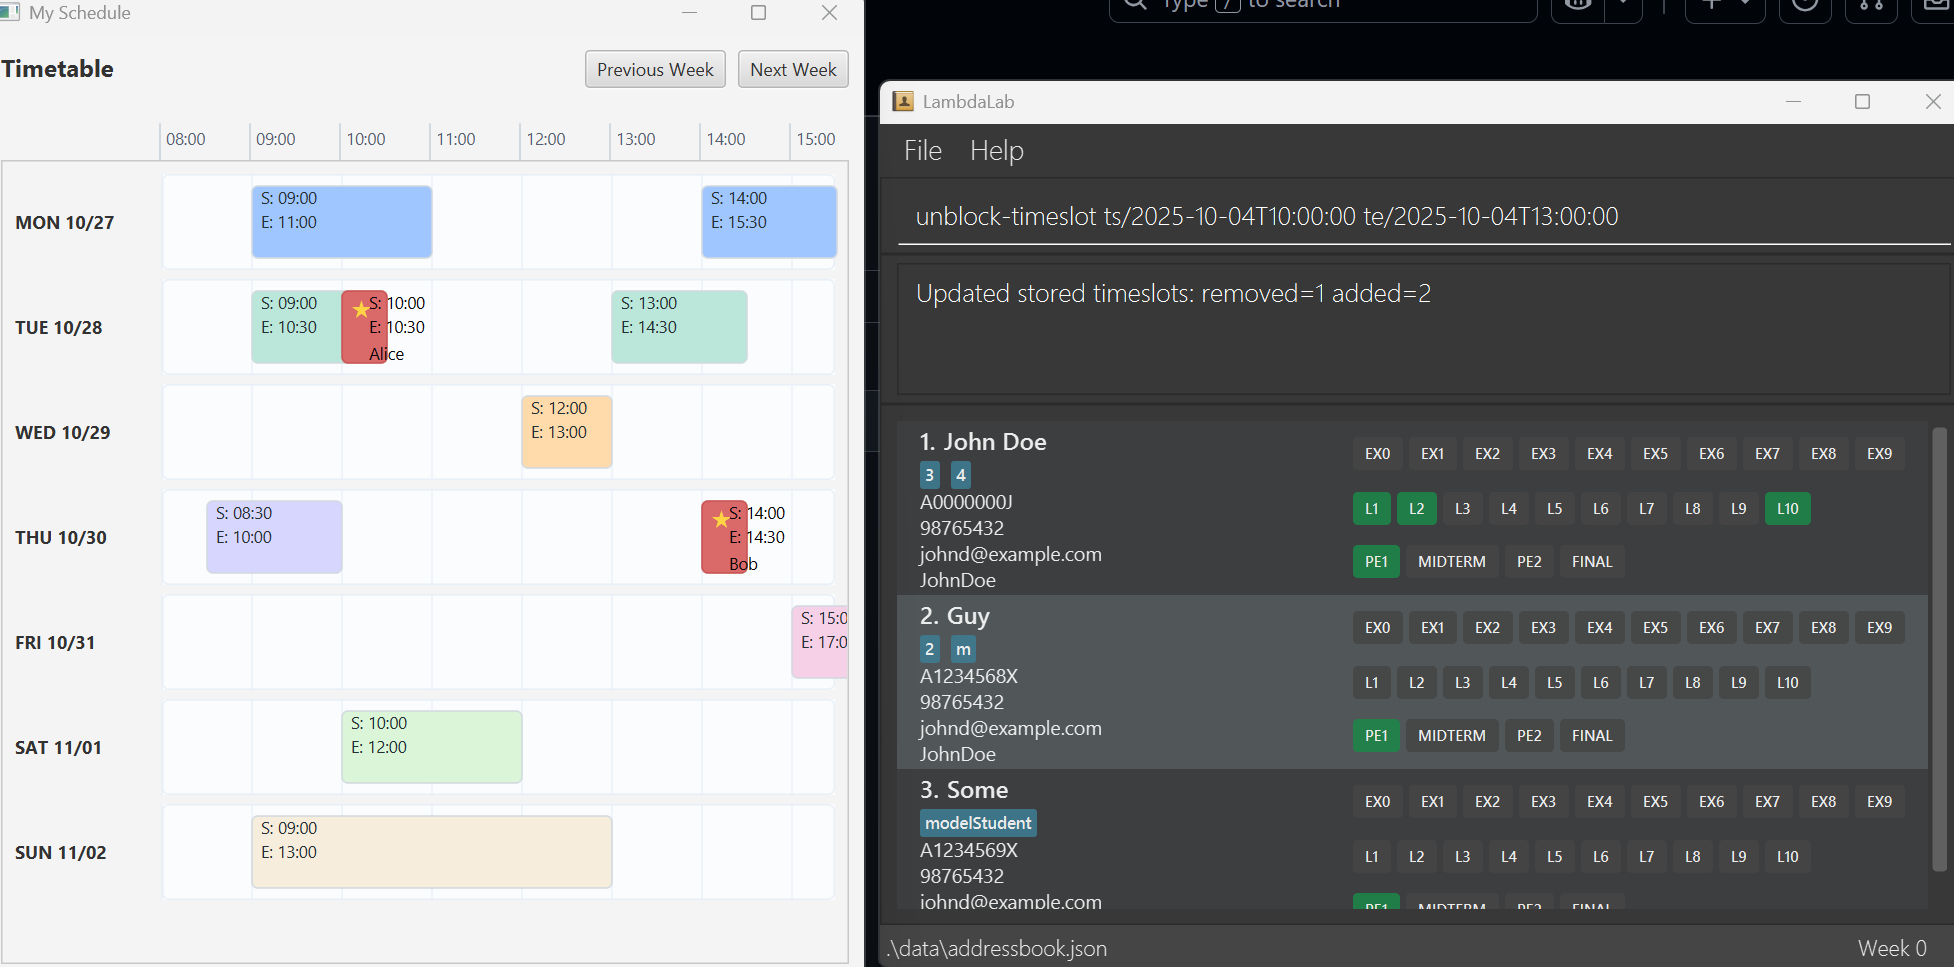 My Schedule
Timetable
Previous Week
Next Week
08:00 09:00 10:00 11:00 12:00 13:00 14:00 15:00
MON 10/27
S: 09:00
E: 11:00
S: 14:00
E: 15:30
TUE 10/28
S: 09:00
E: 10:30
S: 10:00
E: 10:30
Alice
S: 13:00
E: 14:30
WED 10/29
S: 12:00
E: 13:00
THU 10/30
S: 08:30
E: 10:00
S: 14:00
E: 14:30
Bob
FRI 10/31
S: 15:0
E: 17:0
SAT 11/01
S: 10:00
E: 12:00
SUN 11/02
S: 09:00
E: 13:00
Type / to search
LambdaLab
File Help
unblock-timeslot ts/2025-10-04T10:00:00 te/2025-10-04T13:00:00
Updated stored timeslots: removed=1 added=2
1. John Doe
3 4
A0000000J
98765432
johnd@example.com
JohnDoe
EX0 EX1 EX2 EX3 EX4 EX5 EX6 EX7 EX8 EX9
L1 L2 L3 L4 L5 L6 L7 L8 L9 L10
PE1 MIDTERM PE2 FINAL
2. Guy
2 m
A1234568X
98765432
johnd@example.com
JohnDoe
EX0 EX1 EX2 EX3 EX4 EX5 EX6 EX7 EX8 EX9
L1 L2 L3 L4 L5 L6 L7 L8 L9 L10
PE1 MIDTERM PE2 FINAL
3. Some
modelStudent
A1234569X
98765432
johnd@example.com
EX0 EX1 EX2 EX3 EX4 EX5 EX6 EX7 EX8 EX9
L1 L2 L3 L4 L5 L6 L7 L8 L9 L10
PE1 MIDTERM PE2 FINAL
.\data\addressbook.json
Week 0